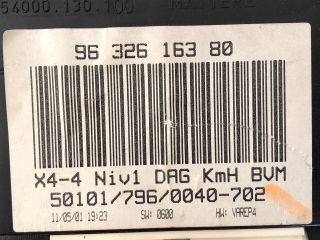 54000.130.100
96 326 163 80
X4-4 Niv1 DAG KmH BVM
50101/796/0040-702
11/05/01 19:23 SW: 0600 HW: VAREP4